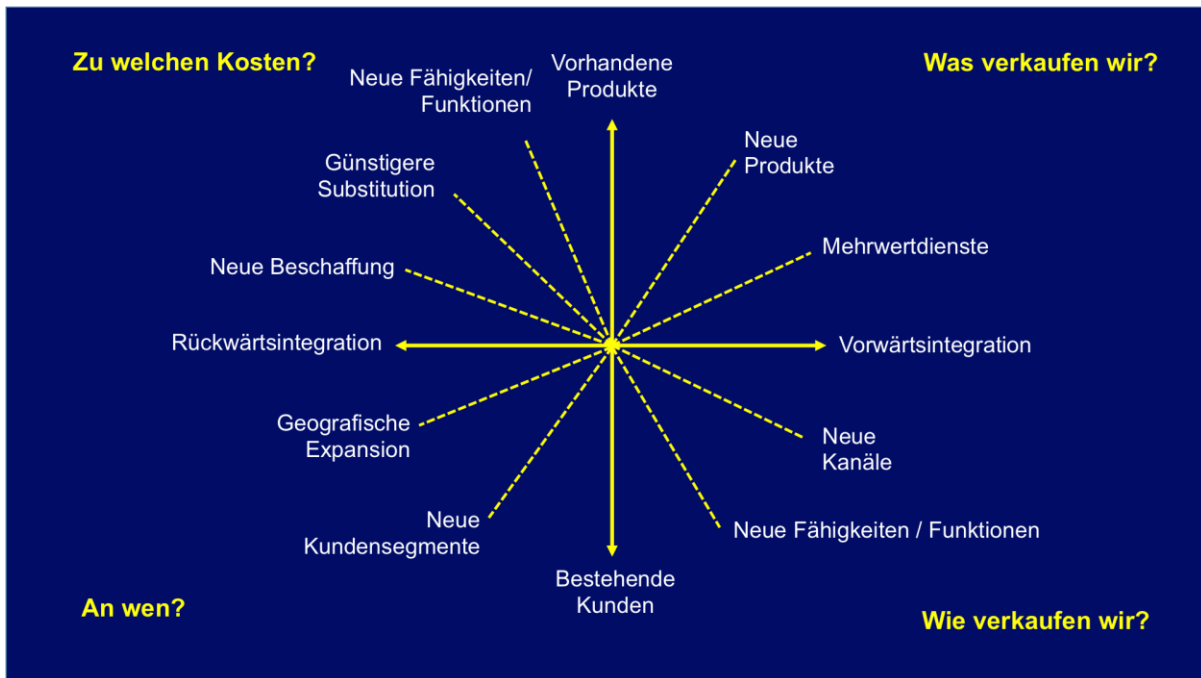 Zu welchen Kosten?
Was verkaufen wir?
Neue Fähigkeiten/
Funktionen
Vorhandene
Produkte
Neue
Produkte
Günstigere
Substitution
Mehrwertdienste
Neue Beschaffung
Rückwärtsintegration
Vorwärtsintegration
Geografische
Expansion
Neue
Kanäle
Neue
Kundensegmente
Neue Fähigkeiten / Funktionen
Bestehende
Kunden
An wen?
Wie verkaufen wir?